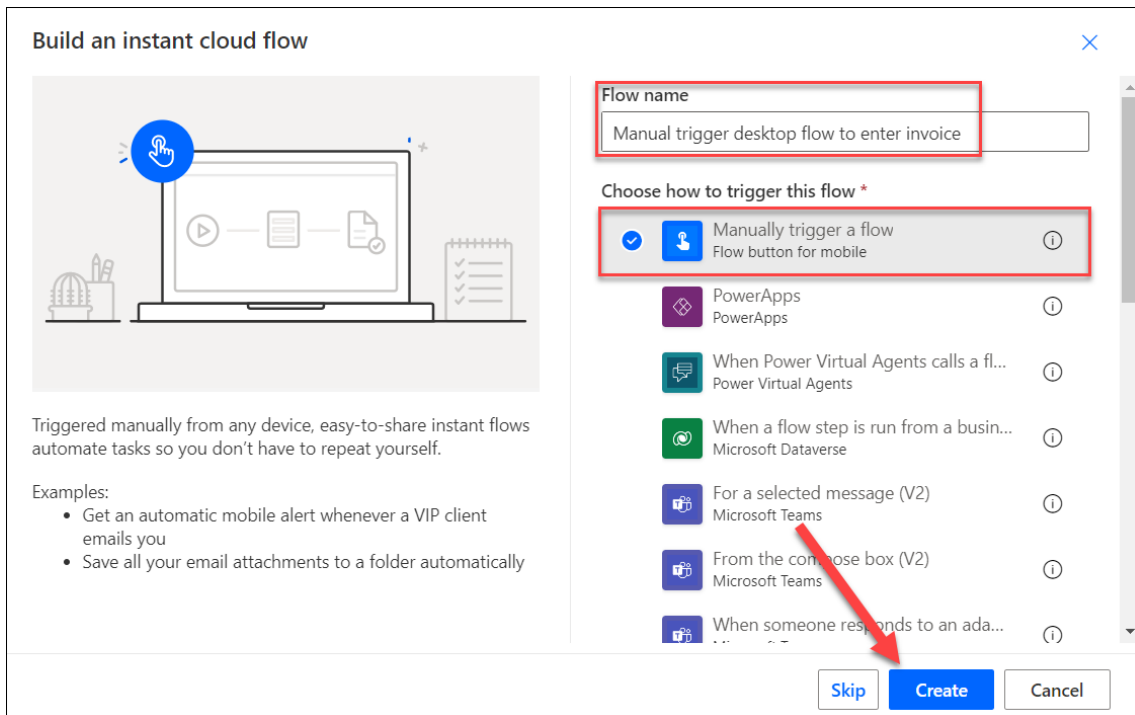 Build an instant cloud flow
Flow name
Manual trigger desktop flow to enter invoice
Choose how to trigger this flow *
Manually trigger a flow
Flow button for mobile
PowerApps
PowerApps
When Power Virtual Agents calls a fl...
Power Virtual Agents
When a flow step is run from a busin...
Microsoft Dataverse
For a selected message (V2)
Microsoft Teams
From the compose box (V2)
Microsoft Teams
When someone responds to an ada...
Triggered manually from any device, easy-to-share instant flows
automate tasks so you don’t have to repeat yourself.
Examples:
• Get an automatic mobile alert whenever a VIP client
emails you
• Save all your email attachments to a folder automatically
Skip
Create
Cancel